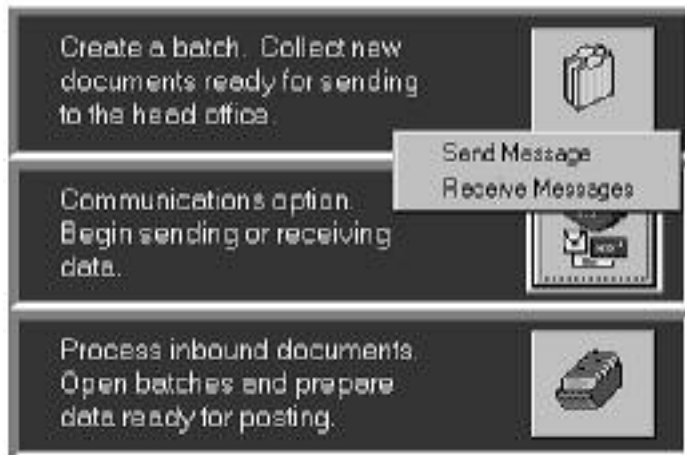 Create a batch. Collect new
documents ready for sending
to the head office.
Send Message
Receive Messages
Communications option.
Begin sending or receiving
data.
Process inbound documents.
Open batches and prepare
data ready for posting.